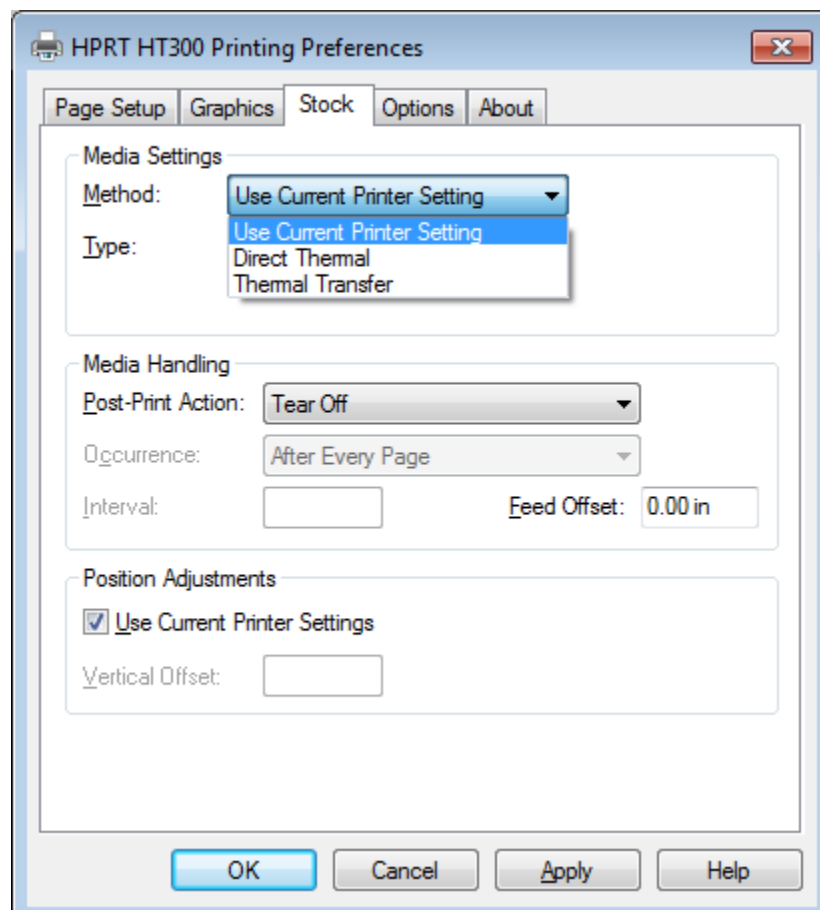 HPRT HT300 Printing Preferences
Page Setup Graphics Stock Options About
Media Settings
Method: Use Current Printer Setting
Use Current Printer Setting
Type: Direct Thermal
Thermal Transfer
Media Handling
Post-Print Action: Tear Off
Occurrence: After Every Page
Interval: Feed Offset: 0.00 in
Position Adjustments
Use Current Printer Settings
Vertical Offset:
OK Cancel Apply Help